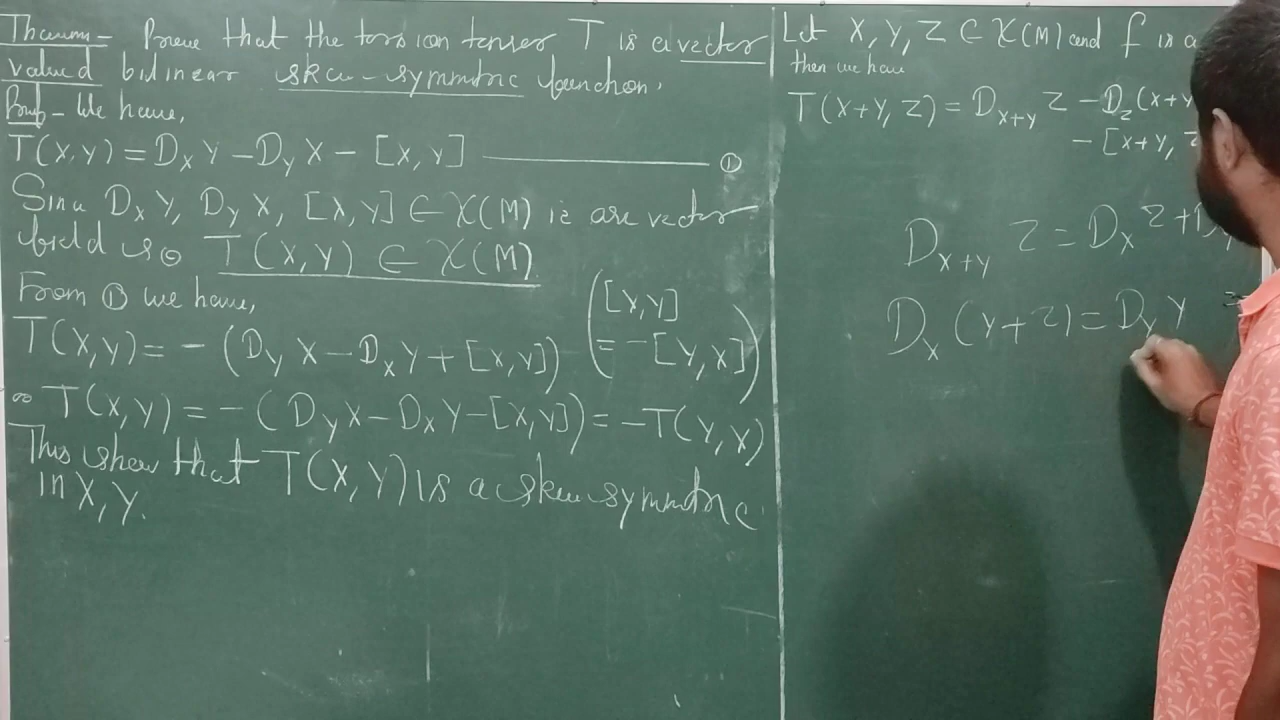 Theorem- Prove that the torsion tensor T is a vector
valued bilinear skew-symmetric function.
Proof- We have,
T(X,Y) = D_X Y - D_Y X - [X,Y] ——— ①
Since D_X Y, D_Y X, [X,Y] ∈ χ(M) ie are vector
field so T(X,Y) ∈ χ(M)
From ① we have,
T(X,Y) = - (D_Y X - D_X Y + [X,Y]) ([X,Y]
= -[Y,X])
∴ T(X,Y) = - (D_Y X - D_X Y - [X,Y]) = -T(Y,X)
This show that T(X,Y) is a skew symmetric
in X,Y.
Let X, Y, Z ∈ χ(M) and f is a
then we have
T(X+Y, Z) = D_{X+Y} Z - D_Z (X+Y
- [X+Y, Z
D_{X+Y} Z = D_X Z + D_Y
D_X (Y+Z) = D_X Y =